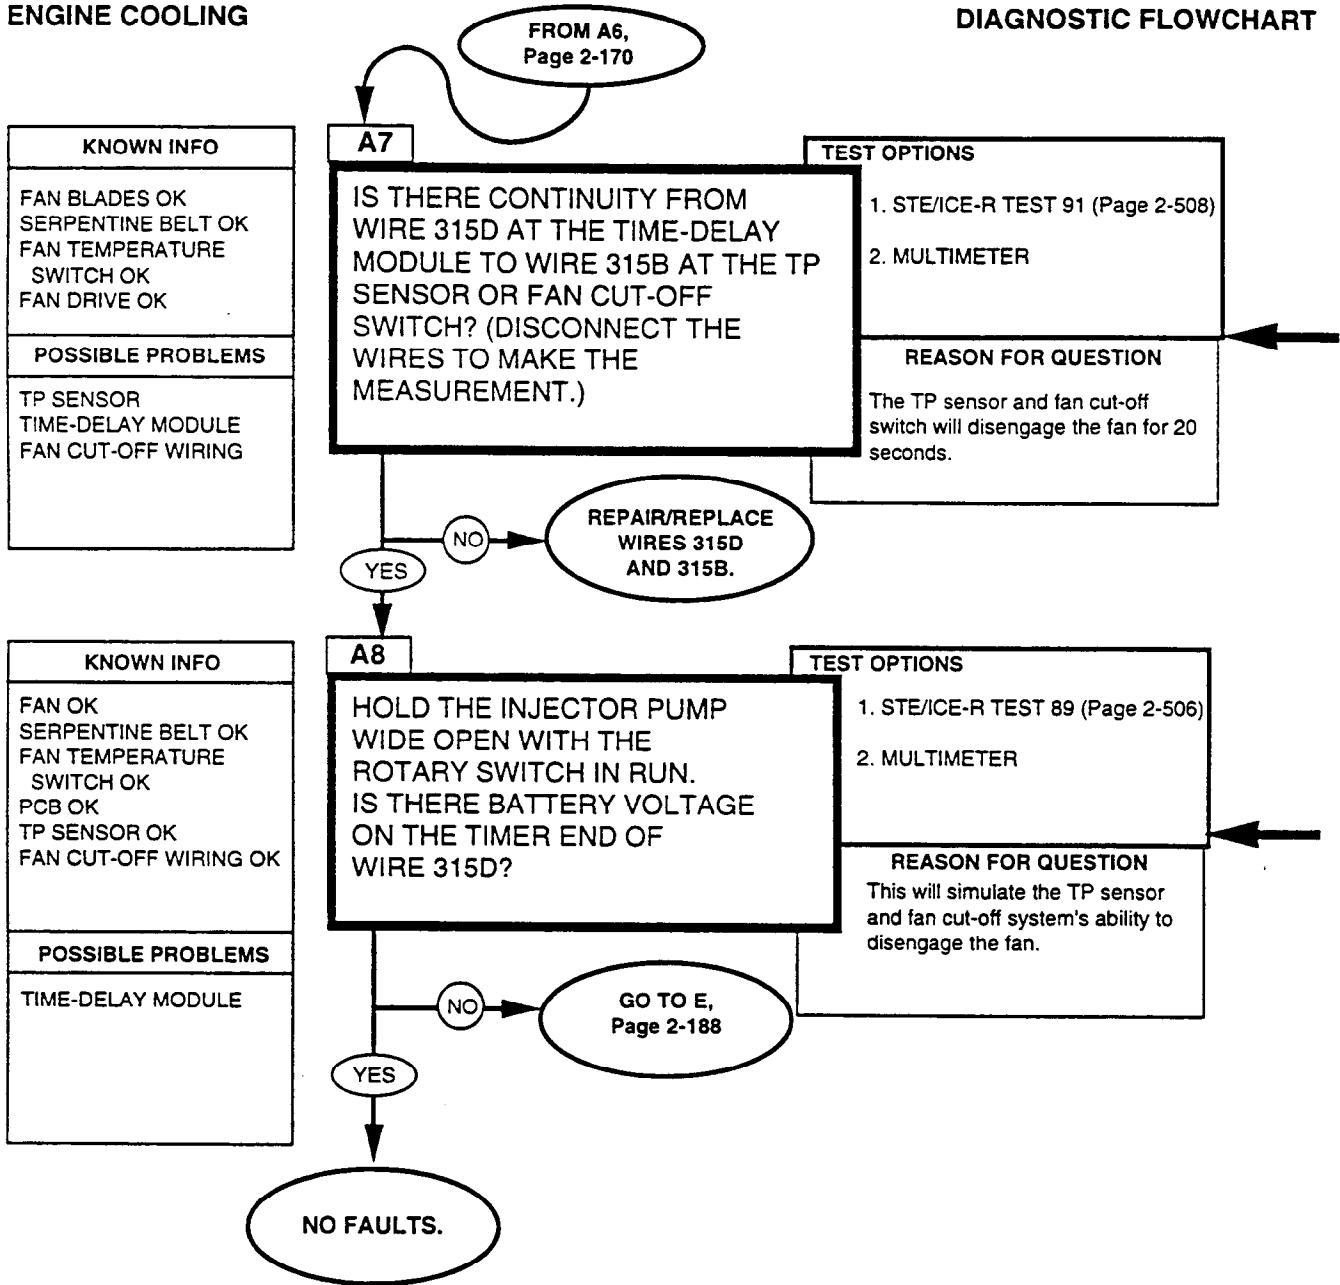 ENGINE COOLING
DIAGNOSTIC FLOWCHART
FROM A6,
Page 2-170
KNOWN INFO
FAN BLADES OK
SERPENTINE BELT OK
FAN TEMPERATURE
SWITCH OK
FAN DRIVE OK
POSSIBLE PROBLEMS
TP SENSOR
TIME-DELAY MODULE
FAN CUT-OFF WIRING
A7
IS THERE CONTINUITY FROM
WIRE 315D AT THE TIME-DELAY
MODULE TO WIRE 315B AT THE TP
SENSOR OR FAN CUT-OFF
SWITCH? (DISCONNECT THE
WIRES TO MAKE THE
MEASUREMENT.)
TEST OPTIONS
1. STE/ICE-R TEST 91 (Page 2-508)
2. MULTIMETER
REASON FOR QUESTION
The TP sensor and fan cut-off
switch will disengage the fan for 20
seconds.
NO
REPAIR/REPLACE
WIRES 315D
AND 315B.
YES
KNOWN INFO
FAN OK
SERPENTINE BELT OK
FAN TEMPERATURE
SWITCH OK
PCB OK
TP SENSOR OK
FAN CUT-OFF WIRING OK
POSSIBLE PROBLEMS
TIME-DELAY MODULE
A8
HOLD THE INJECTOR PUMP
WIDE OPEN WITH THE
ROTARY SWITCH IN RUN.
IS THERE BATTERY VOLTAGE
ON THE TIMER END OF
WIRE 315D?
TEST OPTIONS
1. STE/ICE-R TEST 89 (Page 2-506)
2. MULTIMETER
REASON FOR QUESTION
This will simulate the TP sensor
and fan cut-off system's ability to
disengage the fan.
NO
GO TO E,
Page 2-188
YES
NO FAULTS.